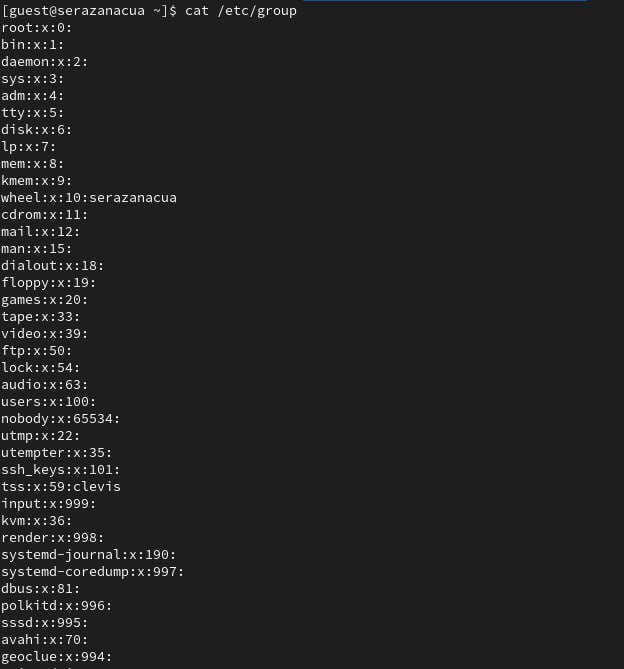 [guest@serazanacua ~]$ cat /etc/group
root:x:0:
bin:x:1:
daemon:x:2:
sys:x:3:
adm:x:4:
tty:x:5:
disk:x:6:
lp:x:7:
mem:x:8:
kmem:x:9:
wheel:x:10:serazanacua
cdrom:x:11:
mail:x:12:
man:x:15:
dialout:x:18:
floppy:x:19:
games:x:20:
tape:x:33:
video:x:39:
ftp:x:50:
lock:x:54:
audio:x:63:
users:x:100:
nobody:x:65534:
utmp:x:22:
utempter:x:35:
ssh_keys:x:101:
tss:x:59:clevis
input:x:999:
kvm:x:36:
render:x:998:
systemd-journal:x:190:
systemd-coredump:x:997:
dbus:x:81:
polkitd:x:996:
sssd:x:995:
avahi:x:70:
geoclue:x:994: